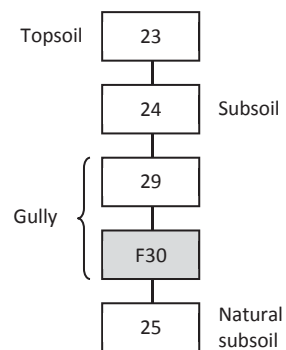 Topsoil 23
24 Subsoil
29
Gully
F30
25 Natural
subsoil